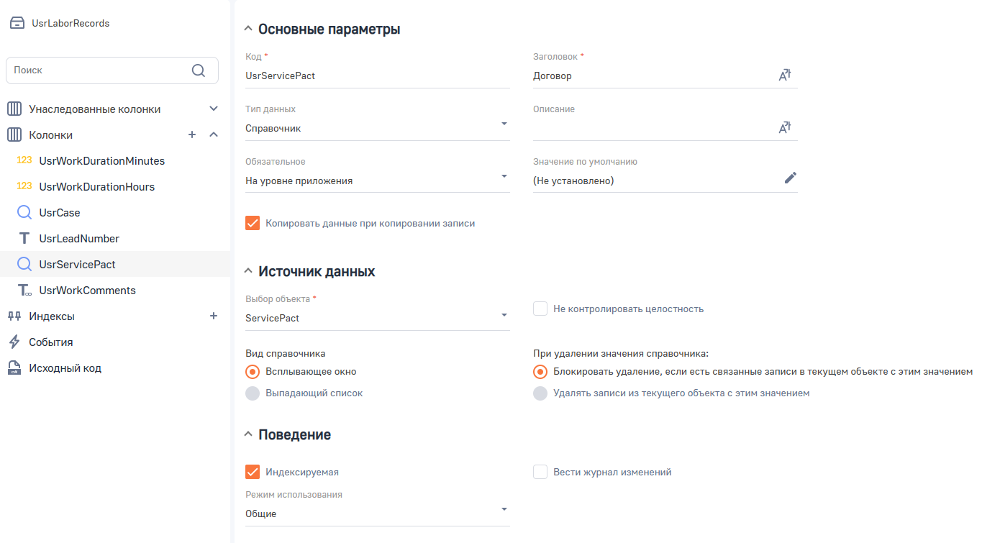 UsrLaborRecords
Поиск
Унаследованные колонки
Колонки
123 UsrWorkDurationMinutes
123 UsrWorkDurationHours
UsrCase
UsrLeadNumber
UsrServicePact
UsrWorkComments
Индексы
События
Исходный код
Основные параметры
Код * Заголовок *
UsrServicePact Договор
Тип данных Описание
Справочник
Обязательное Значение по умолчанию
На уровне приложения (Не установлено)
Копировать данные при копировании записи
Источник данных
Выбор объекта *
ServicePact Не контролировать целостность
Вид справочника При удалении значения справочника:
Всплывающее окно Блокировать удаление, если есть связанные записи в текущем объекте с этим значением
Выпадающий список Удалять записи из текущего объекта с этим значением
Поведение
Индексируемая Вести журнал изменений
Режим использования
Общие